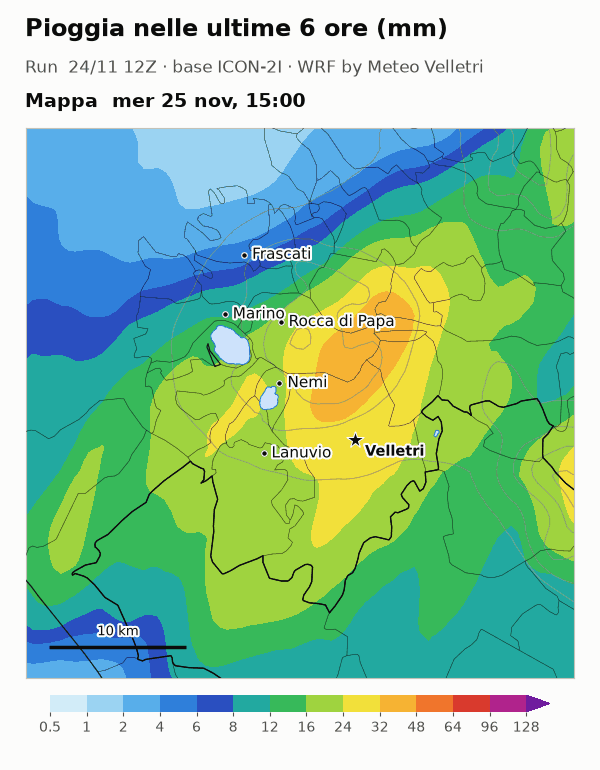 Pioggia nelle ultime 6 ore (mm)
Run  24/11 12Z · base ICON-2I · WRF by Meteo Velletri
Mappa  mer 25 nov, 15:00
Frascati
Marino
Rocca di Papa
Nemi
Velletri
Lanuvio
10 km
0.5 1 2 4 6 8 12 16 24 32 48 64 96 128